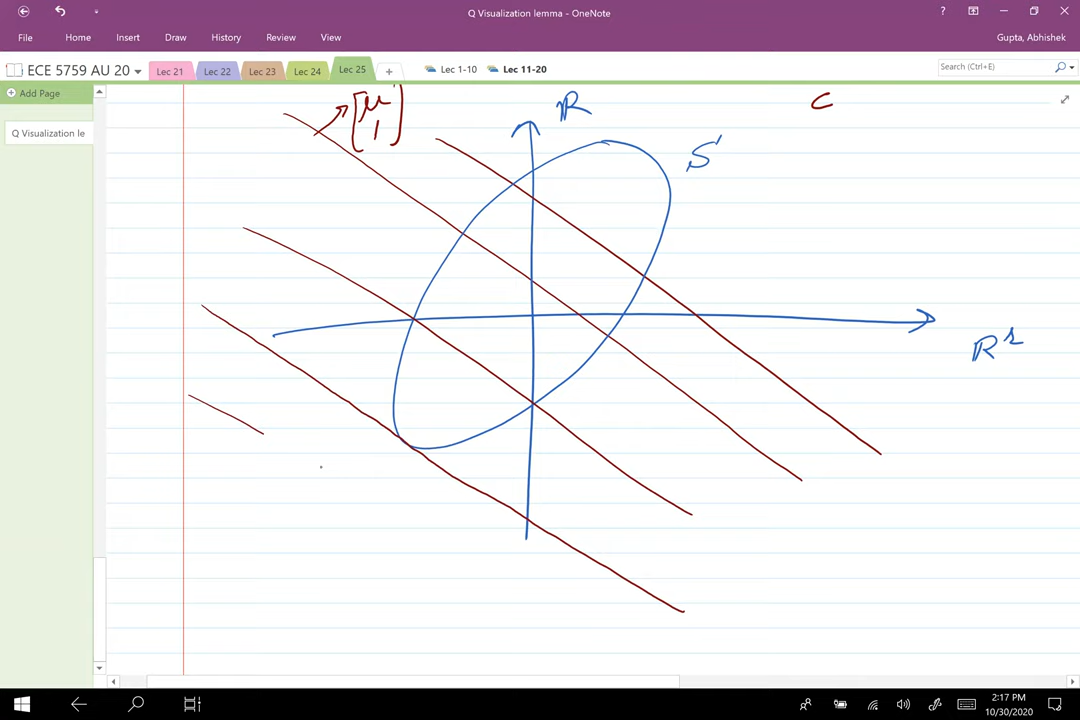 Q Visualization lemma - OneNote
?
File
Home
Insert
Draw
History
Review
View
Gupta, Abhishek
ECE 5759 AU 20
Lec 21
Lec 22
Lec 23
Lec 24
Lec 25
+
Lec 1-10
Lec 11-20
Search (Ctrl+E)
Add Page
Q Visualization le
μ
1
ℝ
S
c
ℝʳ
2:17 PM
10/30/2020